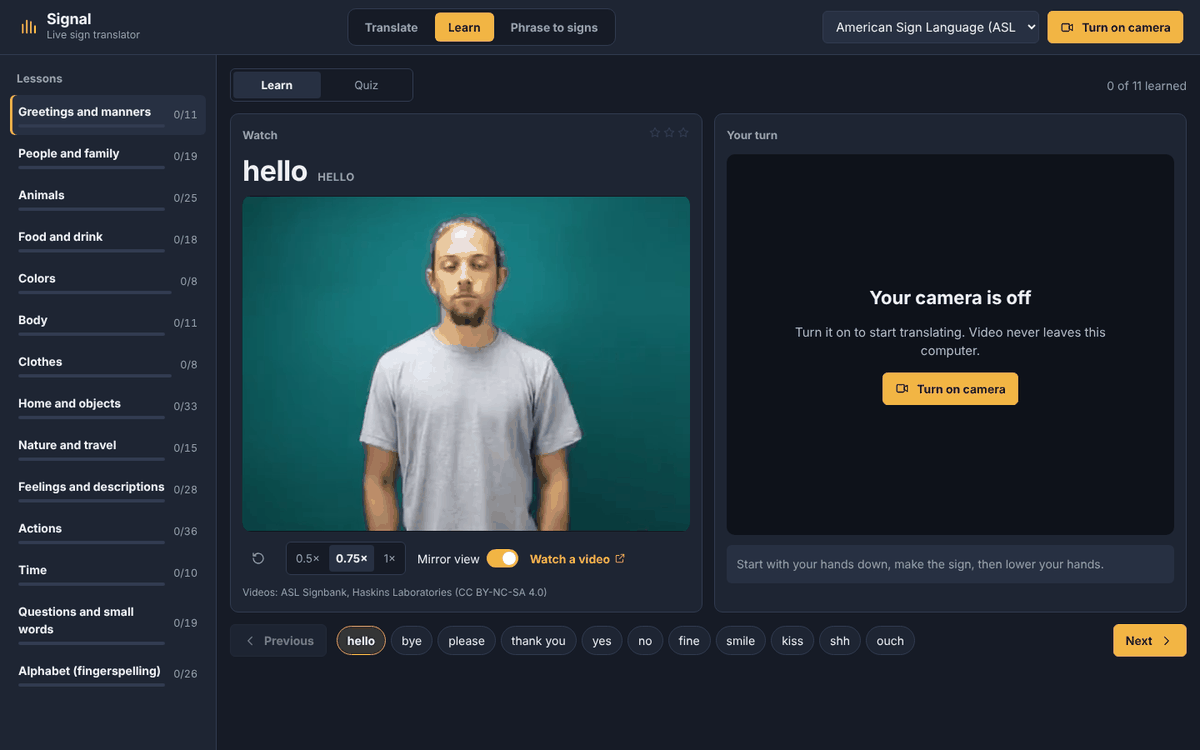 Signal
Live sign translator
Translate
Learn
Phrase to signs
American Sign Language (ASL
Turn on camera
Lessons
Greetings and manners 0/11
People and family 0/19
Animals 0/25
Food and drink 0/18
Colors 0/8
Body 0/11
Clothes 0/8
Home and objects 0/33
Nature and travel 0/15
Feelings and descriptions 0/28
Actions 0/36
Time 0/10
Questions and small
words 0/19
Alphabet (fingerspelling) 0/26
Learn
Quiz
0 of 11 learned
Watch
hello HELLO
0.5×
0.75×
1×
Mirror view
Watch a video
Videos: ASL Signbank, Haskins Laboratories (CC BY-NC-SA 4.0)
Your turn
Your camera is off
Turn it on to start translating. Video never leaves this
computer.
Turn on camera
Start with your hands down, make the sign, then lower your hands.
Previous
hello
bye
please
thank you
yes
no
fine
smile
kiss
shh
ouch
Next